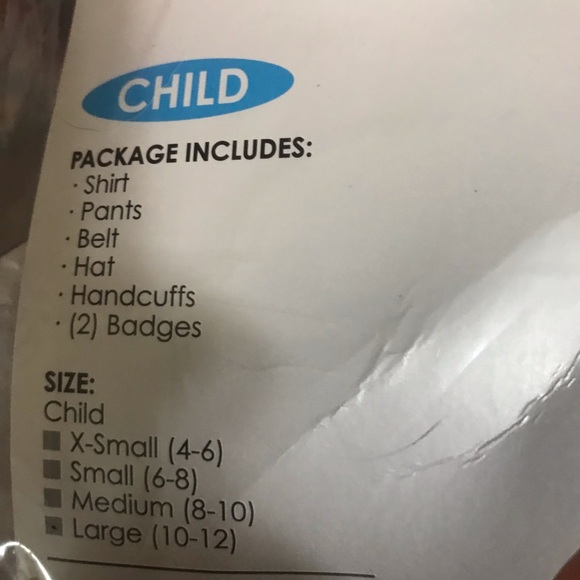 CHILD
PACKAGE INCLUDES:
· Shirt
· Pants
· Belt
· Hat
· Handcuffs
· (2) Badges
SIZE:
Child
X-Small (4-6)
Small (6-8)
Medium (8-10)
Large (10-12)